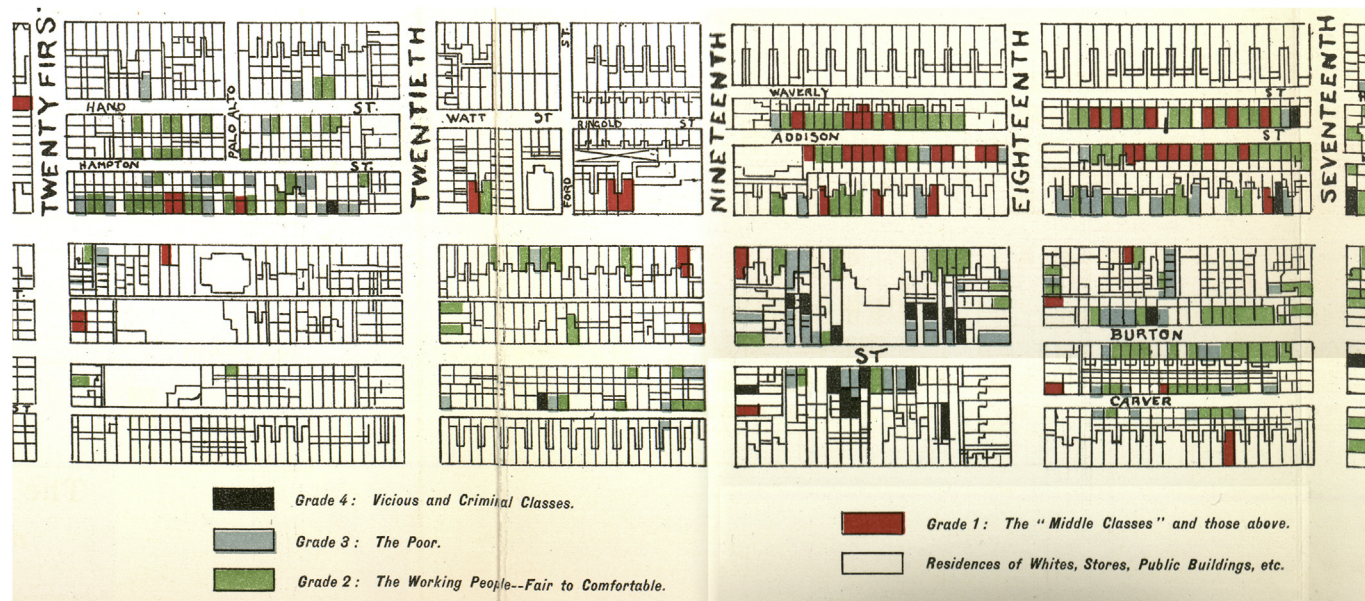 TWENTY FIRS
HAND
ST.
PALO ALTO
HAMPTON
ST.
TWENTIETH
ST.
WATT
ST
RINGOLD
ST
FORD
NINETEENTH
WAVERLY
ADDISON
EIGHTEENTH
ST
ST
SEVENTEENTH
ST
ST
BURTON
CARVER
Grade 4: Vicious and Criminal Classes.
Grade 3: The Poor.
Grade 2: The Working People--Fair to Comfortable.
Grade 1: The "Middle Classes" and those above.
Residences of Whites, Stores, Public Buildings, etc.